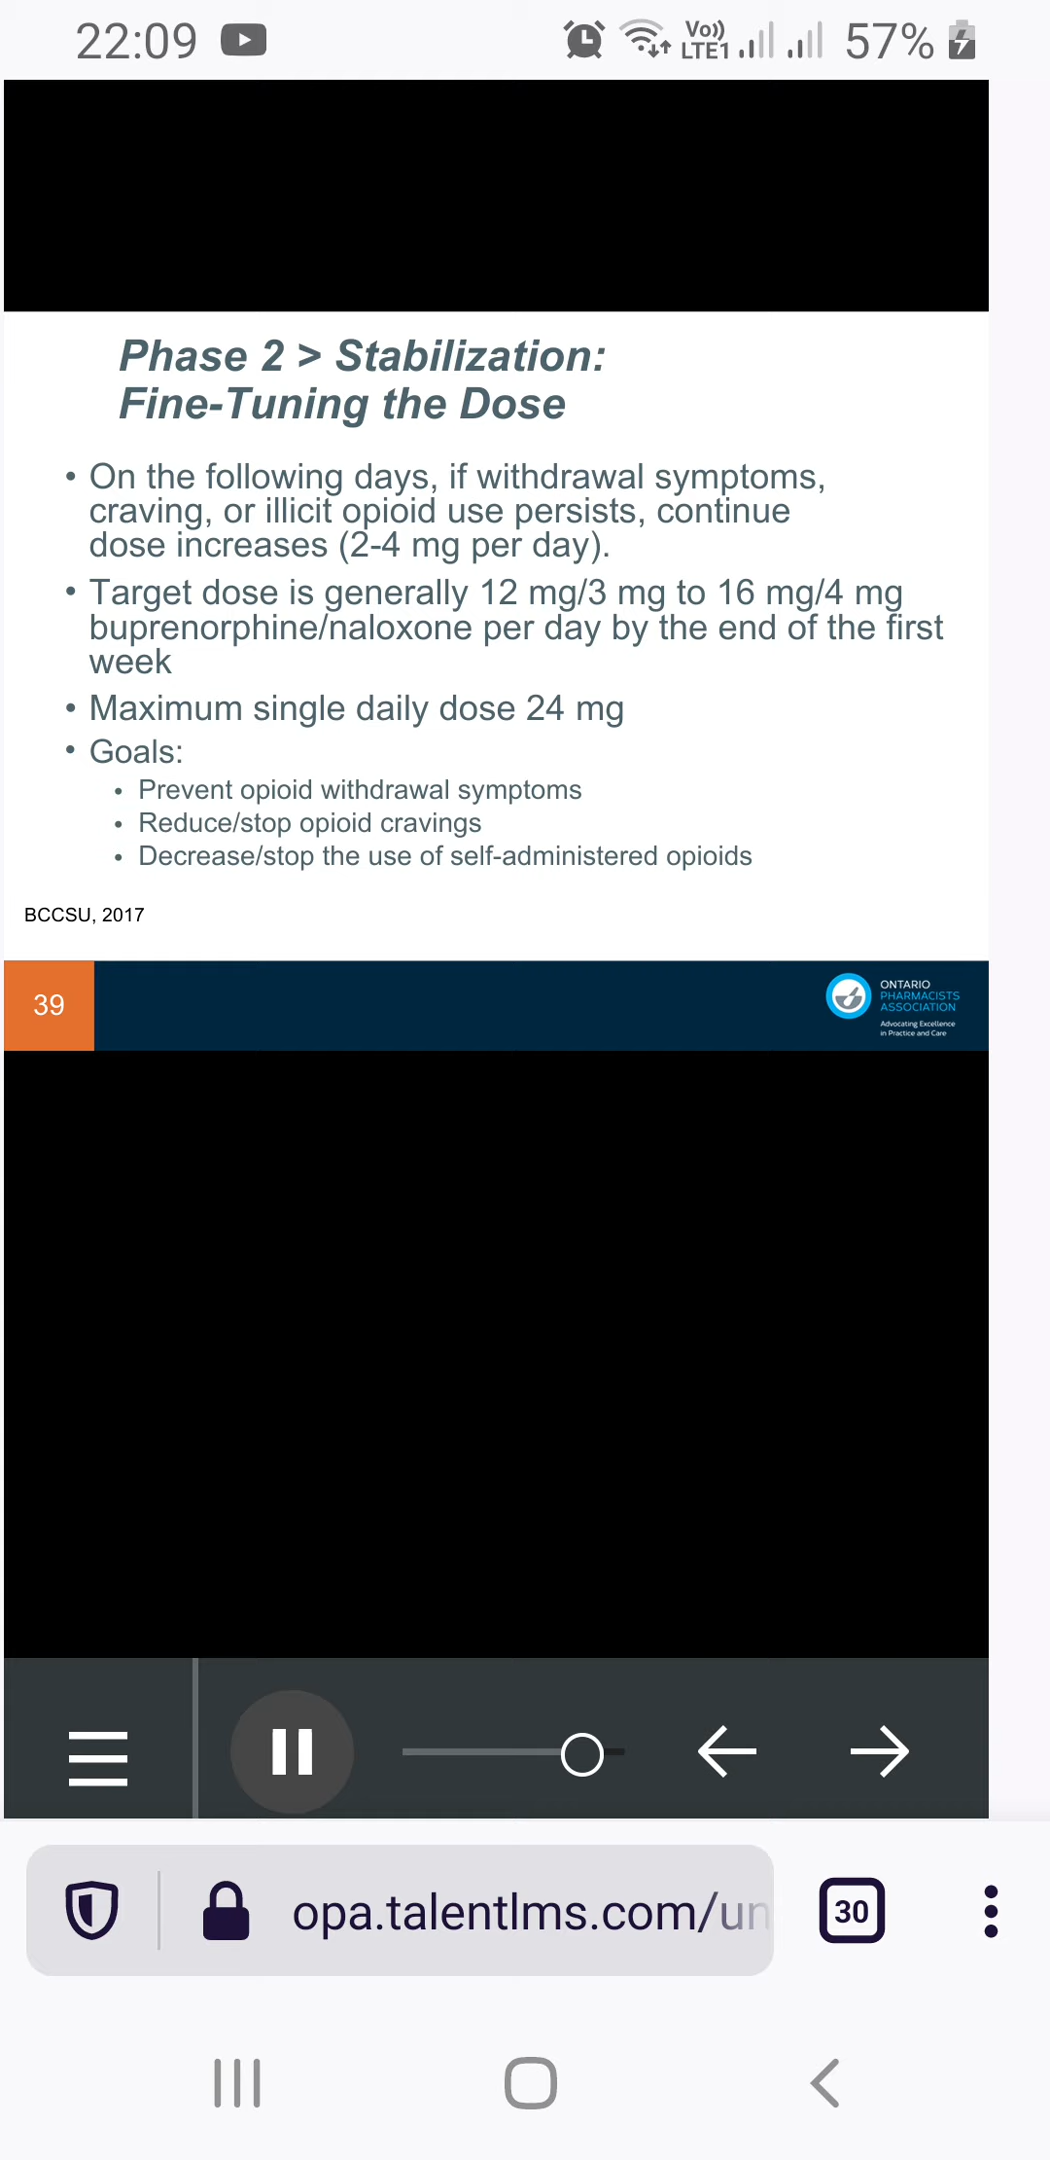 22:09
Vo))
LTE1
57%
Phase 2 > Stabilization:
Fine-Tuning the Dose
• On the following days, if withdrawal symptoms,
craving, or illicit opioid use persists, continue
dose increases (2-4 mg per day).
• Target dose is generally 12 mg/3 mg to 16 mg/4 mg
buprenorphine/naloxone per day by the end of the first
week
• Maximum single daily dose 24 mg
• Goals:
• Prevent opioid withdrawal symptoms
• Reduce/stop opioid cravings
• Decrease/stop the use of self-administered opioids
BCCSU, 2017
39
ONTARIO
PHARMACISTS
ASSOCIATION
Advocating Excellence
in Practice and Care
opa.talentlms.com/un
30